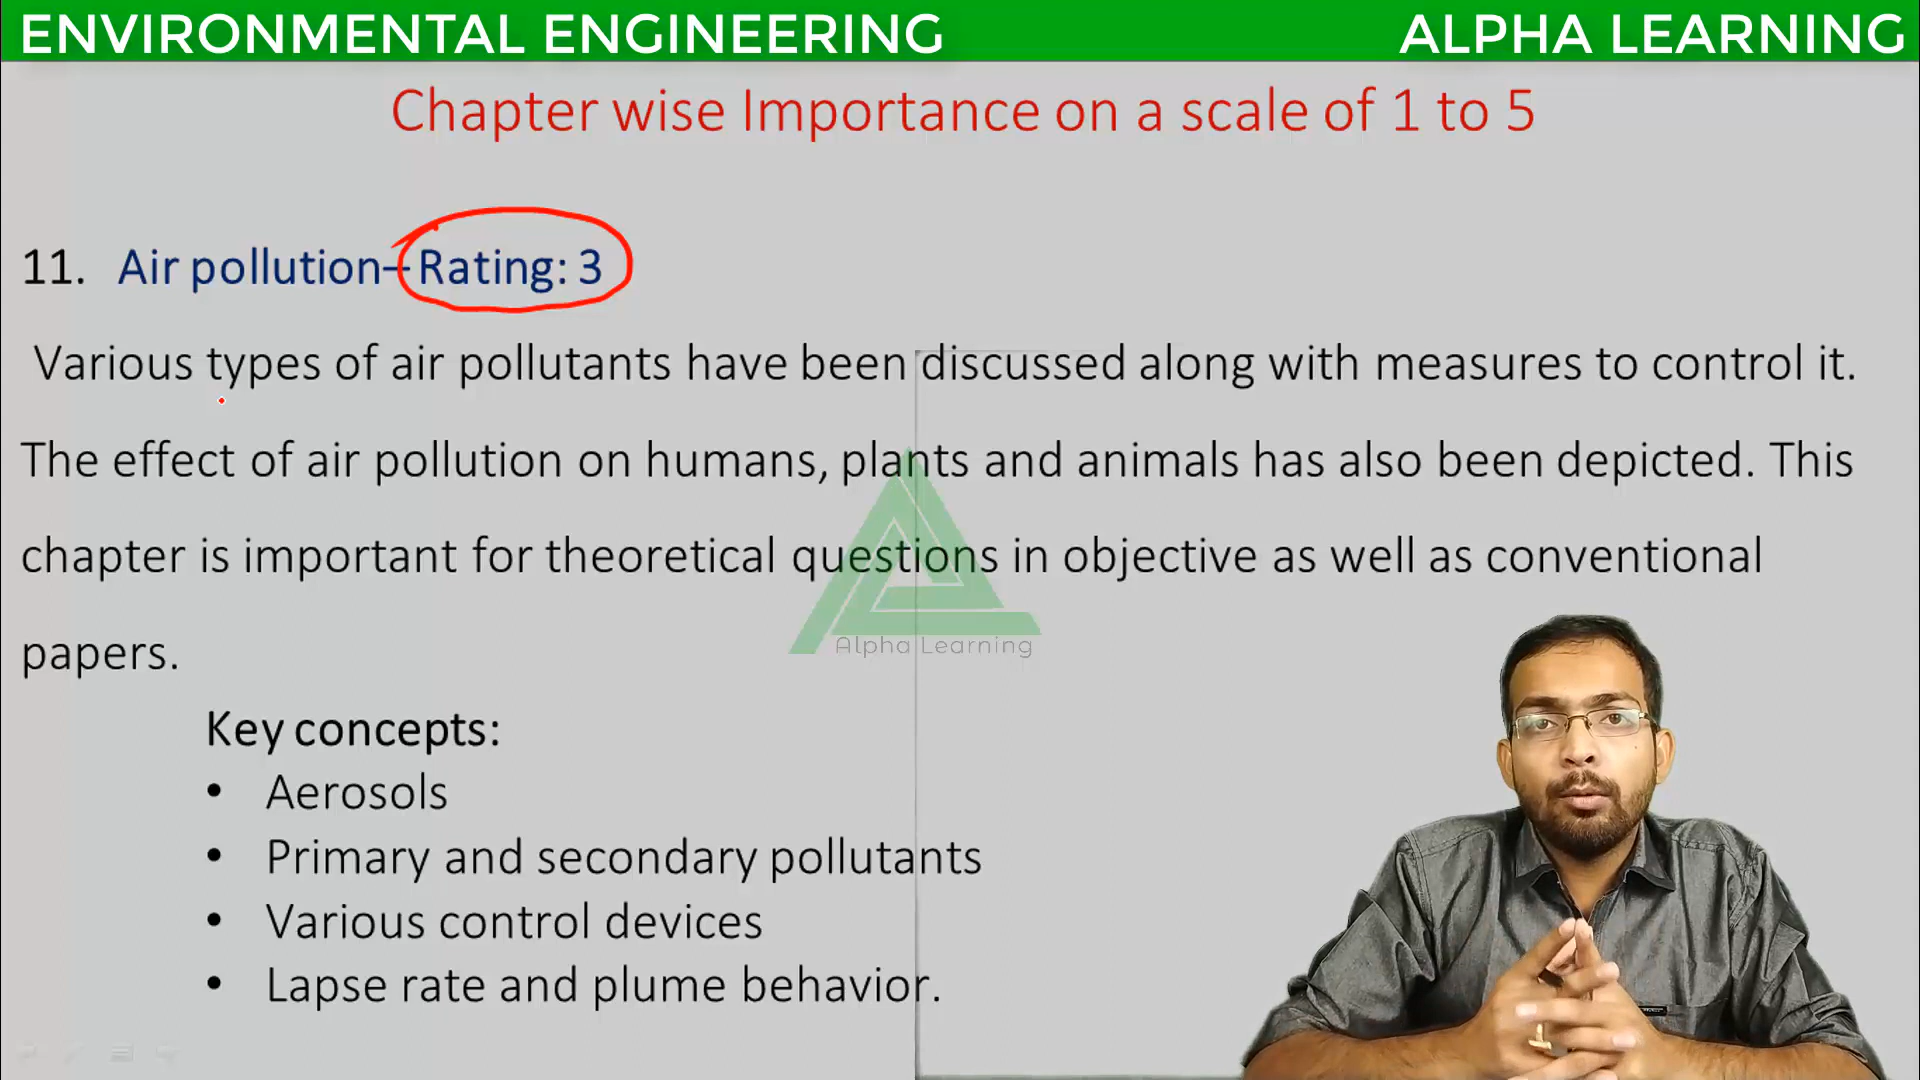 ENVIRONMENTAL ENGINEERING ALPHA LEARNING
Chapter wise Importance on a scale of 1 to 5
11. Air pollution– Rating: 3
Various types of air pollutants have been discussed along with measures to control it.
The effect of air pollution on humans, plants and animals has also been depicted. This
chapter is important for theoretical questions in objective as well as conventional
Alpha Learning
papers.
Key concepts:
• Aerosols
• Primary and secondary pollutants
• Various control devices
• Lapse rate and plume behavior.